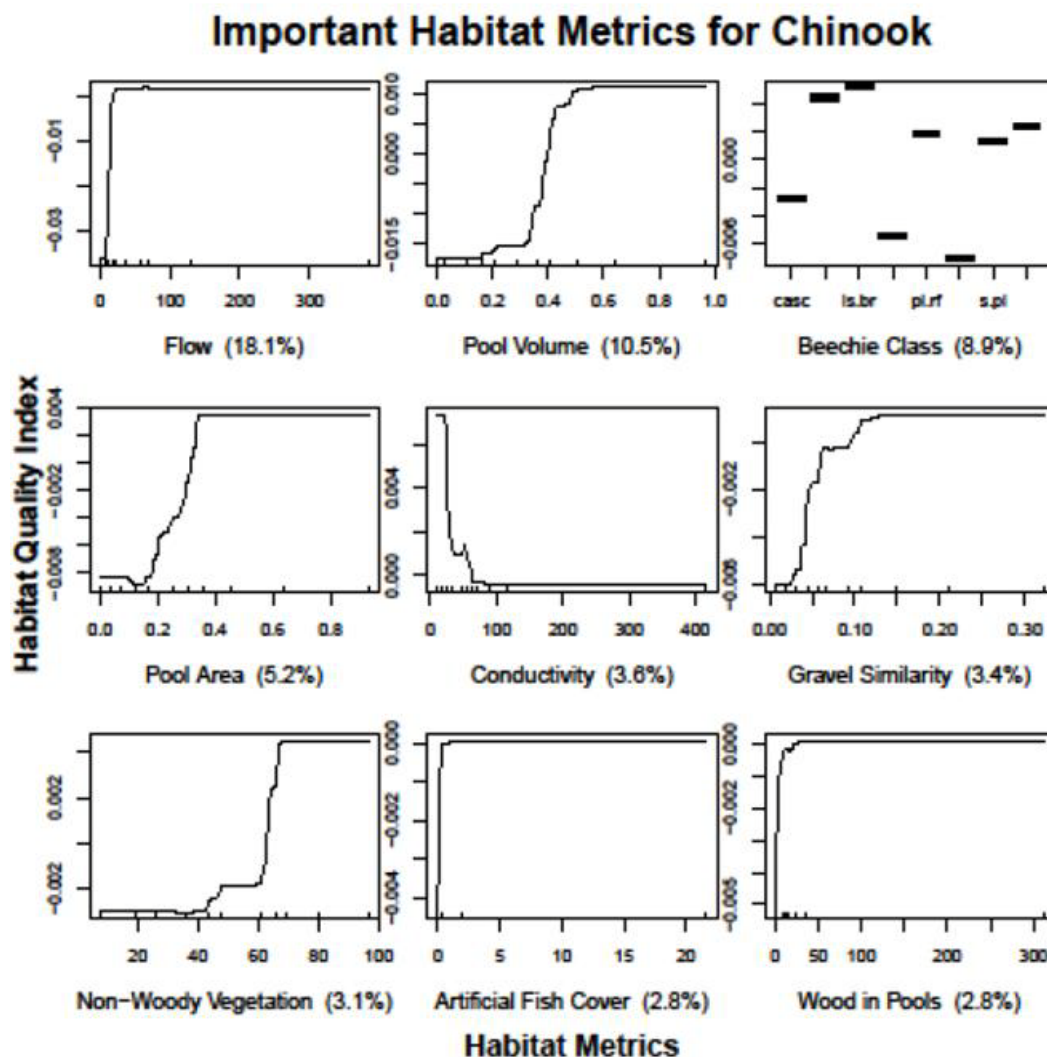 Important Habitat Metrics for Chinook
−0.03 −0.01
0 100 300
Flow (18.1%)
−0.015 0.000 0.010
0.0 0.2 0.4 0.6 0.8 1.0
Pool Volume (10.5%)
−0.006 0.000
casc ls.br pl.rf s.pl
Beechie Class (8.9%)
Habitat Quality Index
−0.008 −0.002 0.004
0.0 0.2 0.4 0.6 0.8
Pool Area (5.2%)
0.000 0.004
0 100 200 300 400
Conductivity (3.6%)
−0.002
0.00 0.10 0.20 0.30
Gravel Similarity (3.4%)
−0.002 0.002
20 40 60 80 100
Non−Woody Vegetation (3.1%)
−0.004 −0.002 0.000
0 5 10 15 20
Artificial Fish Cover (2.8%)
−0.002 0.000
0 50 100 200 300
Wood in Pools (2.8%)
Habitat Metrics